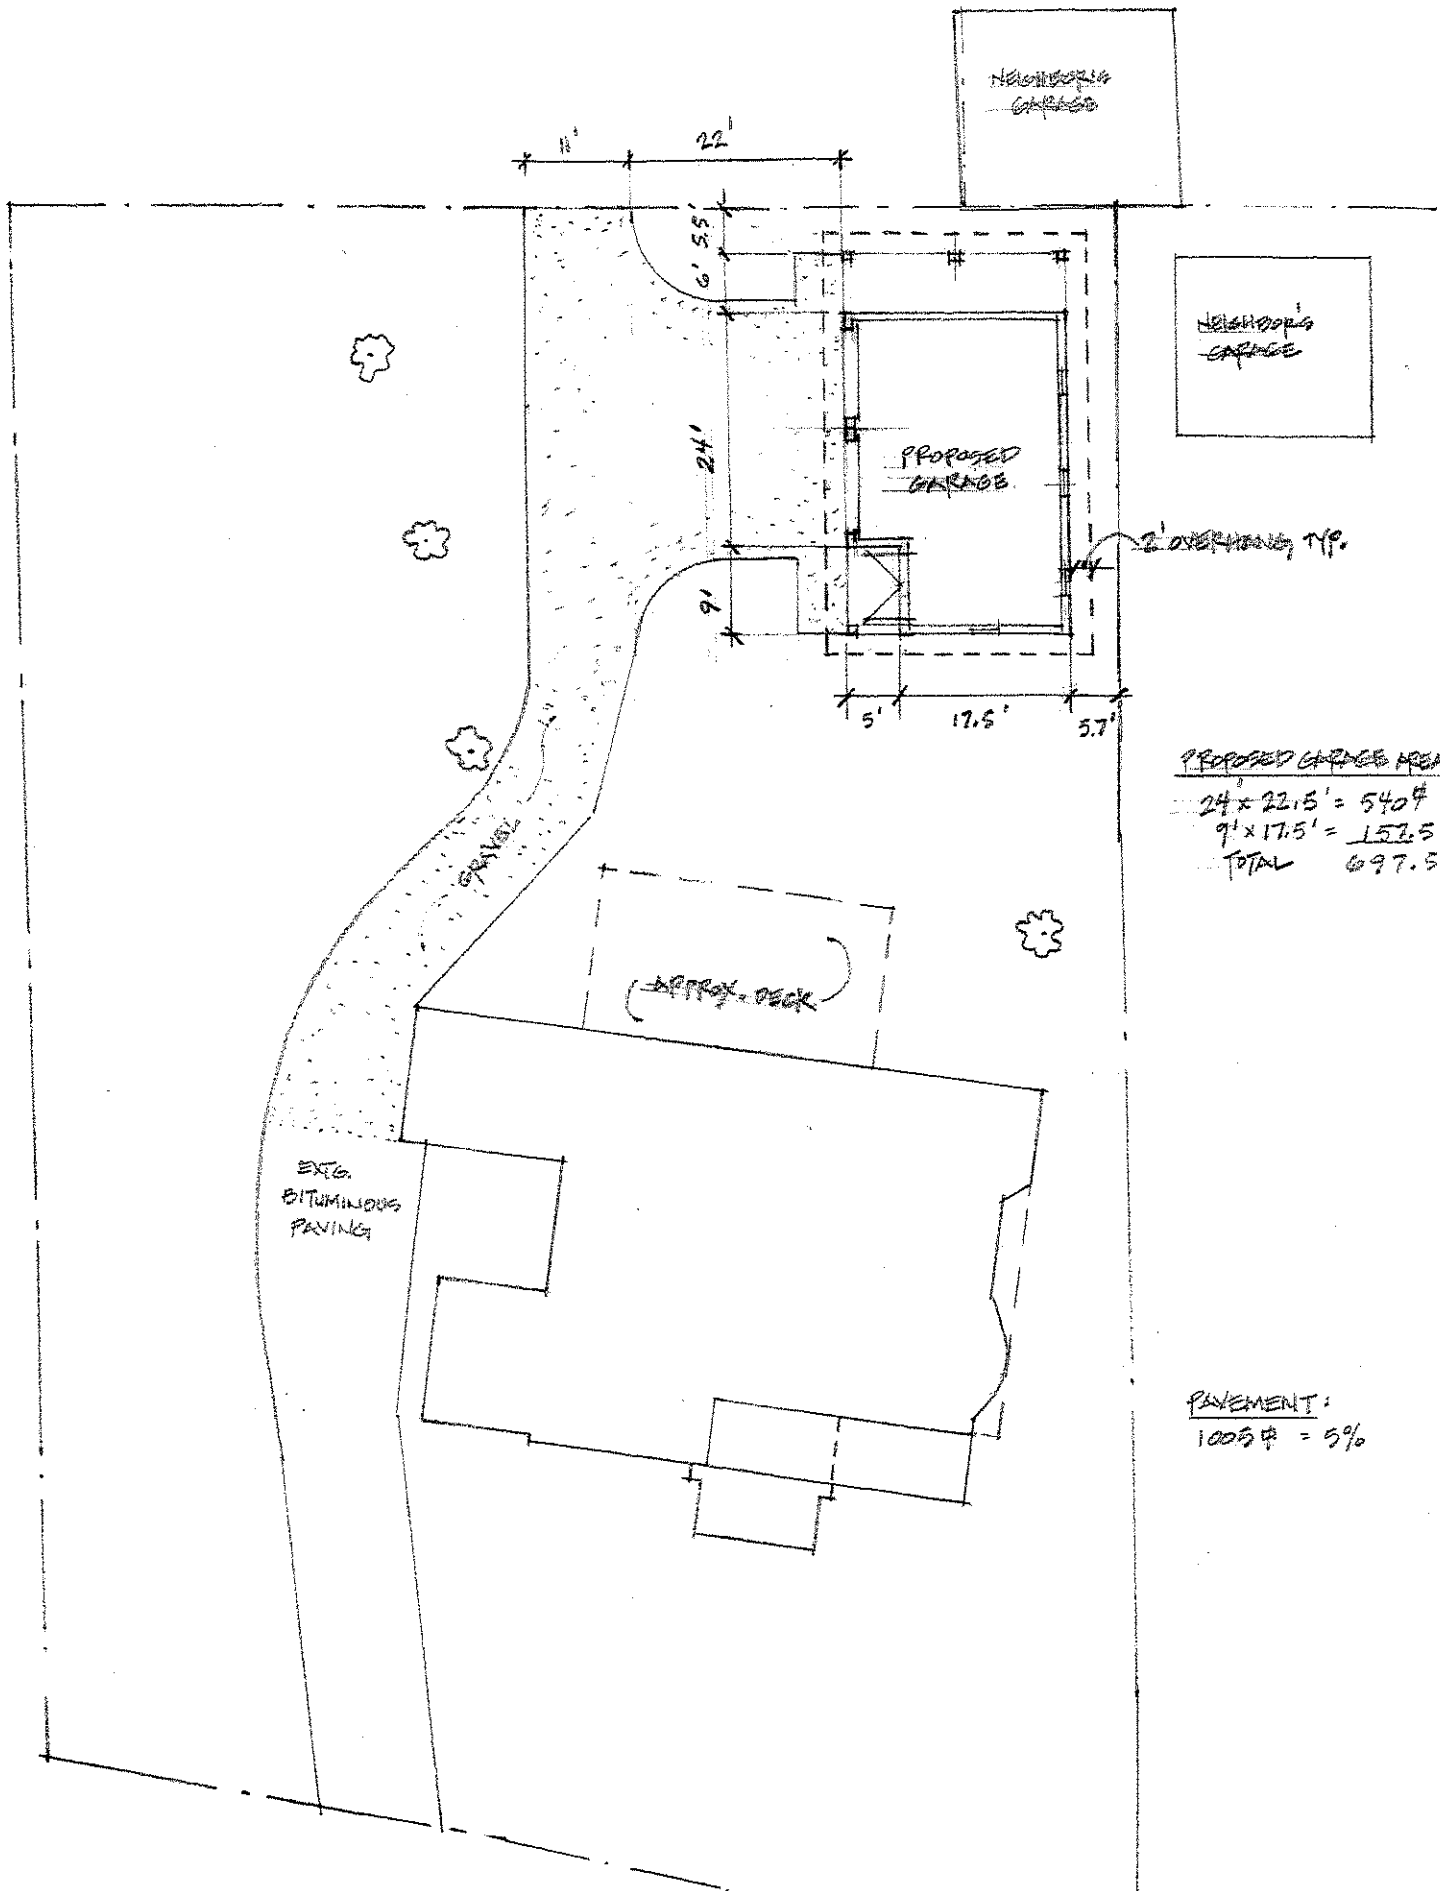 NEIGHBOR'S
GARAGE
11'
22'
5.5'
6'
NEIGHBOR'S
GARAGE
24'
PROPOSED
GARAGE
2' OVERHANG, TYP.
9'
5'
17.5'
5.7'
PROPOSED GARAGE AREA
24' x 22.5' = 540
9' x 17.5' = 157.5
TOTAL 697.5
GRAVEL
APPROX. DECK
EXTG.
BITUMINOUS
PAVING
PAVEMENT:
1005 = 5%